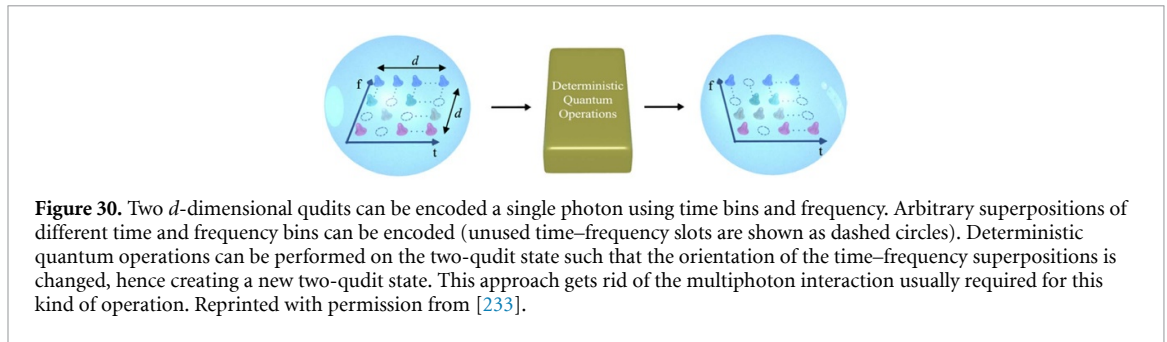 d
f
d
t
Deterministic
Quantum
Operations
f
t
Figure 30. Two d-dimensional qudits can be encoded a single photon using time bins and frequency. Arbitrary superpositions of
different time and frequency bins can be encoded (unused time–frequency slots are shown as dashed circles). Deterministic
quantum operations can be performed on the two-qudit state such that the orientation of the time–frequency superpositions is
changed, hence creating a new two-qudit state. This approach gets rid of the multiphoton interaction usually required for this
kind of operation. Reprinted with permission from [233].